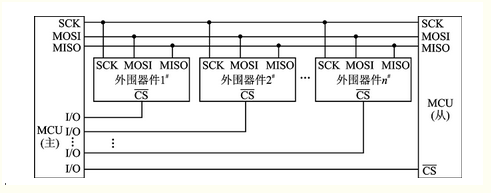 SCK SCK
MOSI MOSI
MISO MISO
SCK MOSI MISO SCK MOSI MISO SCK MOSI MISO
外围器件1# 外围器件2# ··· 外围器件n#
CS CS CS
MCU
(从)
I/O
MCU I/O
(主) ⋮ ⋮
I/O
I/O CS